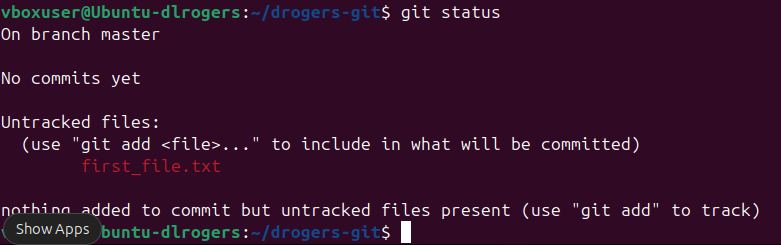 vboxuser@Ubuntu-dlrogers:~/drogers-git$ git status
On branch master

No commits yet

Untracked files:
  (use "git add <file>..." to include in what will be committed)
        first_file.txt

nothing added to commit but untracked files present (use "git add" to track)
Show Apps
buntu-dlrogers:~/drogers-git$